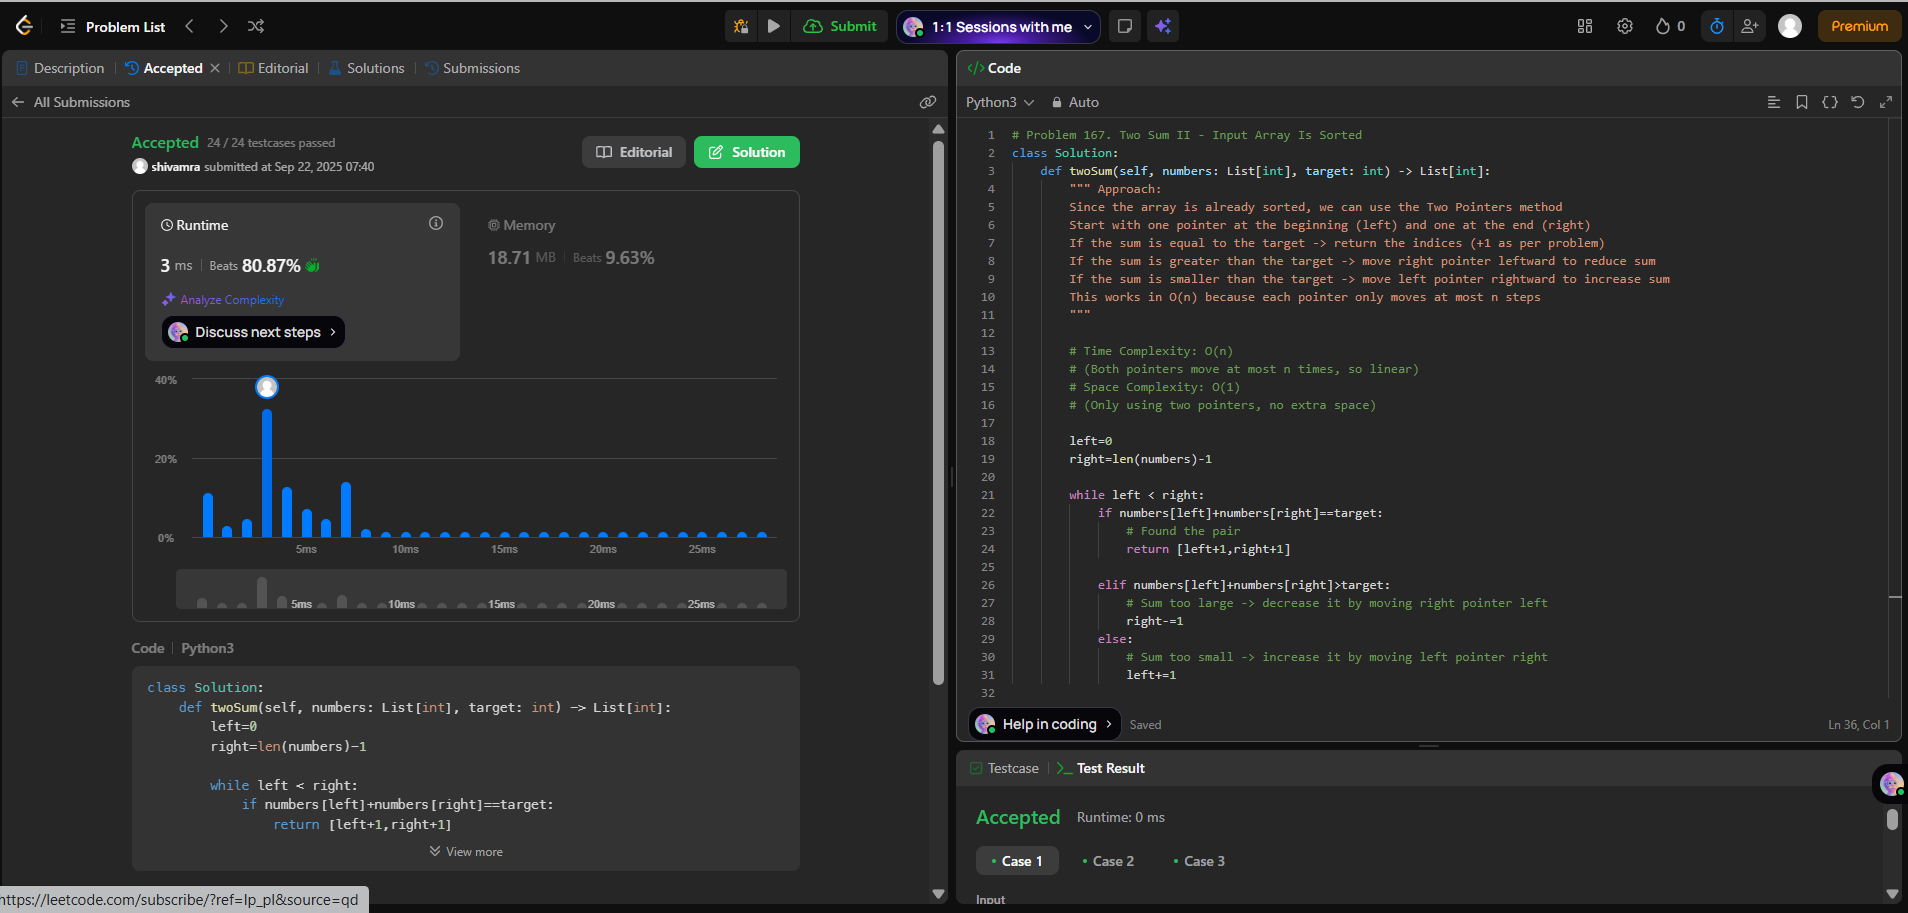 Problem List
Submit
1:1 Sessions with me
0
Premium
Description
Accepted
Editorial
Solutions
Submissions
All Submissions
Accepted 24 / 24 testcases passed
shivamra submitted at Sep 22, 2025 07:40
Editorial
Solution
Runtime
3 ms Beats 80.87%
Analyze Complexity
Discuss next steps
Memory
18.71 MB Beats 9.63%
40%
20%
0%
5ms 10ms 15ms 20ms 25ms
5ms 10ms 15ms 20ms 25ms
Code Python3
class Solution:
    def twoSum(self, numbers: List[int], target: int) -> List[int]:
        left=0
        right=len(numbers)-1
        while left < right:
            if numbers[left]+numbers[right]==target:
                return [left+1,right+1]
View more
https://leetcode.com/subscribe/?ref=lp_pl&source=qd
</> Code
Python3 Auto
1 # Problem 167. Two Sum II - Input Array Is Sorted
2 class Solution:
3     def twoSum(self, numbers: List[int], target: int) -> List[int]:
4         """ Approach:
5         Since the array is already sorted, we can use the Two Pointers method
6         Start with one pointer at the beginning (left) and one at the end (right)
7         If the sum is equal to the target -> return the indices (+1 as per problem)
8         If the sum is greater than the target -> move right pointer leftward to reduce sum
9         If the sum is smaller than the target -> move left pointer rightward to increase sum
10         This works in O(n) because each pointer only moves at most n steps
11         """
12
13         # Time Complexity: O(n)
14         # (Both pointers move at most n times, so linear)
15         # Space Complexity: O(1)
16         # (Only using two pointers, no extra space)
17
18         left=0
19         right=len(numbers)-1
20
21         while left < right:
22             if numbers[left]+numbers[right]==target:
23                 # Found the pair
24                 return [left+1,right+1]
25
26             elif numbers[left]+numbers[right]>target:
27                 # Sum too large -> decrease it by moving right pointer left
28                 right-=1
29             else:
30                 # Sum too small -> increase it by moving left pointer right
31                 left+=1
32
Help in coding
Saved
Ln 36, Col 1
Testcase
Test Result
Accepted Runtime: 0 ms
Case 1
Case 2
Case 3
Input